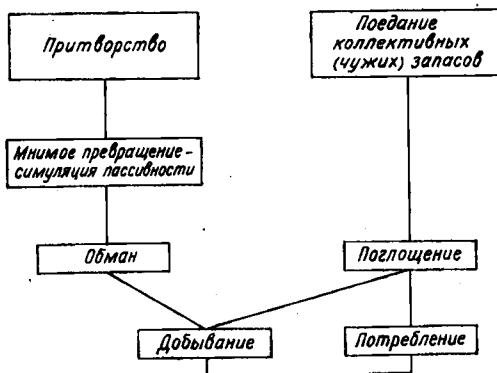 Притворство
Поедание
коллективных
(чужих) запасов
Мнимое превращение-
симуляция пассивности
Обман
Поглощение
Добывание
Потребление